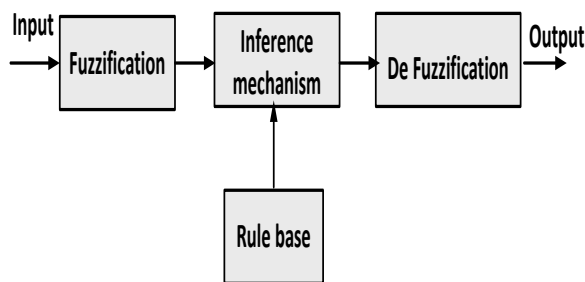 Input
Fuzzification
Inference
mechanism
De Fuzzification
Output
Rule base